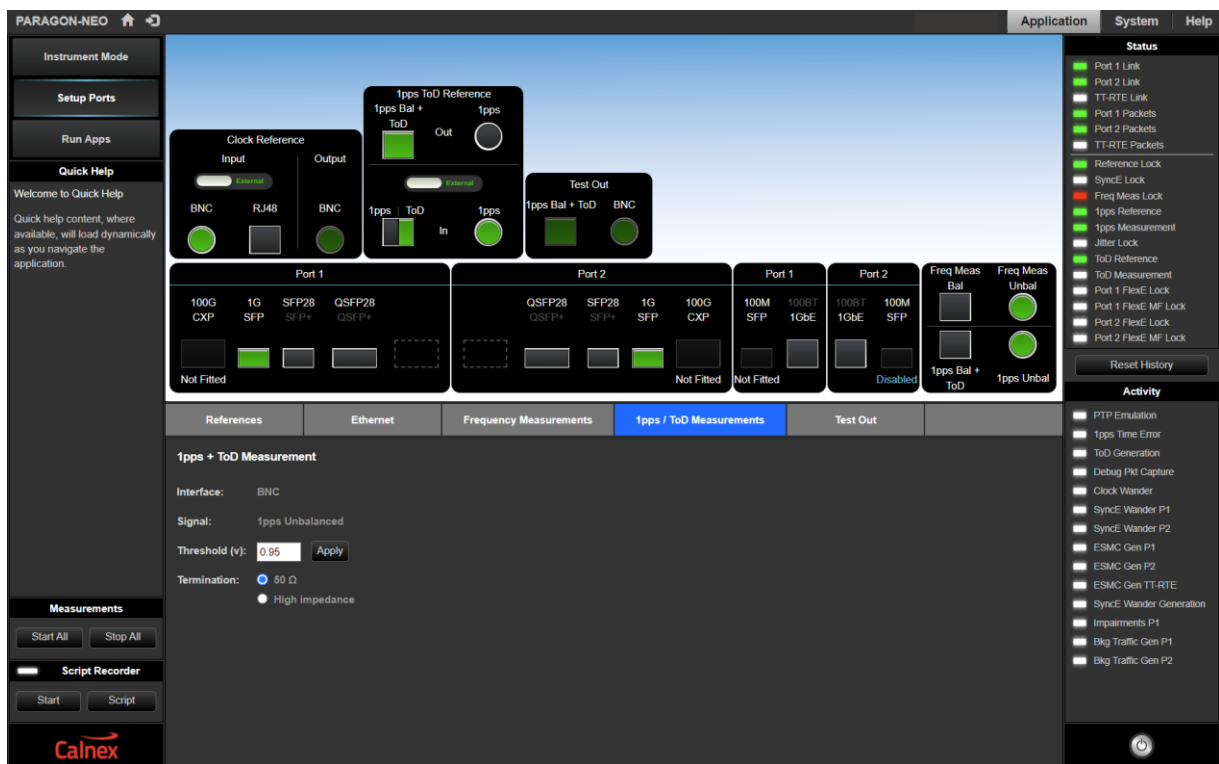 PARAGON-NEO
Application
System
Help
Instrument Mode
Setup Ports
Run Apps
Quick Help
Welcome to Quick Help
Quick help content, where
available, will load dynamically
as you navigate the
application.
Measurements
Start All
Stop All
Script Recorder
Start
Script
Calnex
Clock Reference
Input
Output
External
BNC
RJ48
BNC
1pps ToD Reference
1pps Bal +
ToD
Out
1pps
External
1pps
ToD
In
1pps
Test Out
1pps Bal + ToD
BNC
Port 1
100G
CXP
1G
SFP
SFP28
SFP+
QSFP28
QSFP+
Not Fitted
Port 2
QSFP28
QSFP+
SFP28
SFP+
1G
SFP
100G
CXP
Not Fitted
Port 1
100M
SFP
100BT
1GbE
Not Fitted
Port 2
100BT
1GbE
100M
SFP
Disabled
Freq Meas
Bal
Freq Meas
Unbal
1pps Bal +
ToD
1pps Unbal
References
Ethernet
Frequency Measurements
1pps / ToD Measurements
Test Out
1pps + ToD Measurement
Interface: BNC
Signal: 1pps Unbalanced
Threshold (v): 0.95 Apply
Termination: 50 Ω
High impedance
Status
Port 1 Link
Port 2 Link
TT-RTE Link
Port 1 Packets
Port 2 Packets
TT-RTE Packets
Reference Lock
SyncE Lock
Freq Meas Lock
1pps Reference
1pps Measurement
Jitter Lock
ToD Reference
ToD Measurement
Port 1 FlexE Lock
Port 1 FlexE MF Lock
Port 2 FlexE Lock
Port 2 FlexE MF Lock
Reset History
Activity
PTP Emulation
1pps Time Error
ToD Generation
Debug Pkt Capture
Clock Wander
SyncE Wander P1
SyncE Wander P2
ESMC Gen P1
ESMC Gen P2
ESMC Gen TT-RTE
SyncE Wander Generation
Impairments P1
Bkg Traffic Gen P1
Bkg Traffic Gen P2